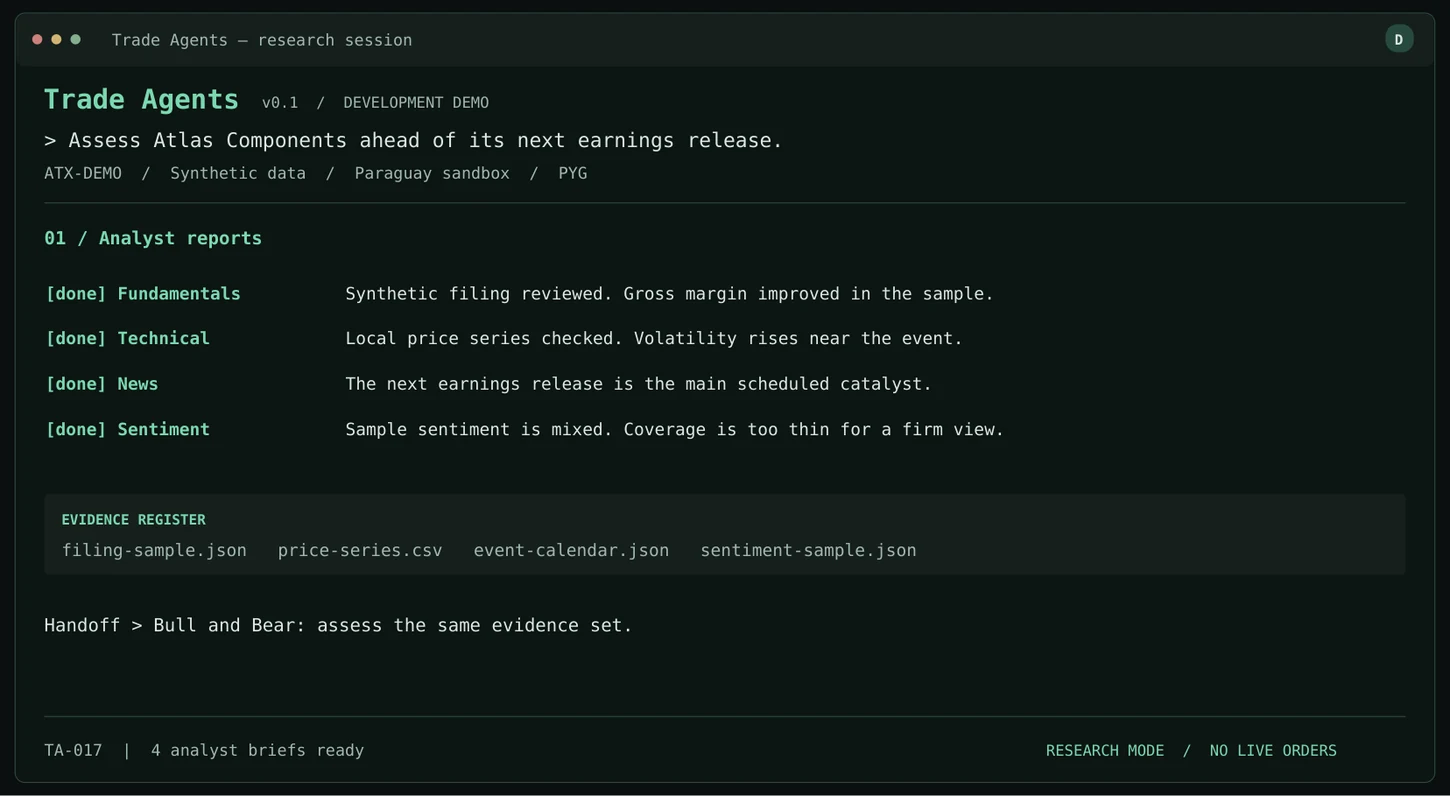 Trade Agents — research session
D
Trade Agents v0.1 / DEVELOPMENT DEMO
> Assess Atlas Components ahead of its next earnings release.
ATX-DEMO / Synthetic data / Paraguay sandbox / PYG
01 / Analyst reports
[done] Fundamentals Synthetic filing reviewed. Gross margin improved in the sample.
[done] Technical Local price series checked. Volatility rises near the event.
[done] News The next earnings release is the main scheduled catalyst.
[done] Sentiment Sample sentiment is mixed. Coverage is too thin for a firm view.
EVIDENCE REGISTER
filing-sample.json price-series.csv event-calendar.json sentiment-sample.json
Handoff > Bull and Bear: assess the same evidence set.
TA-017 | 4 analyst briefs ready RESEARCH MODE / NO LIVE ORDERS